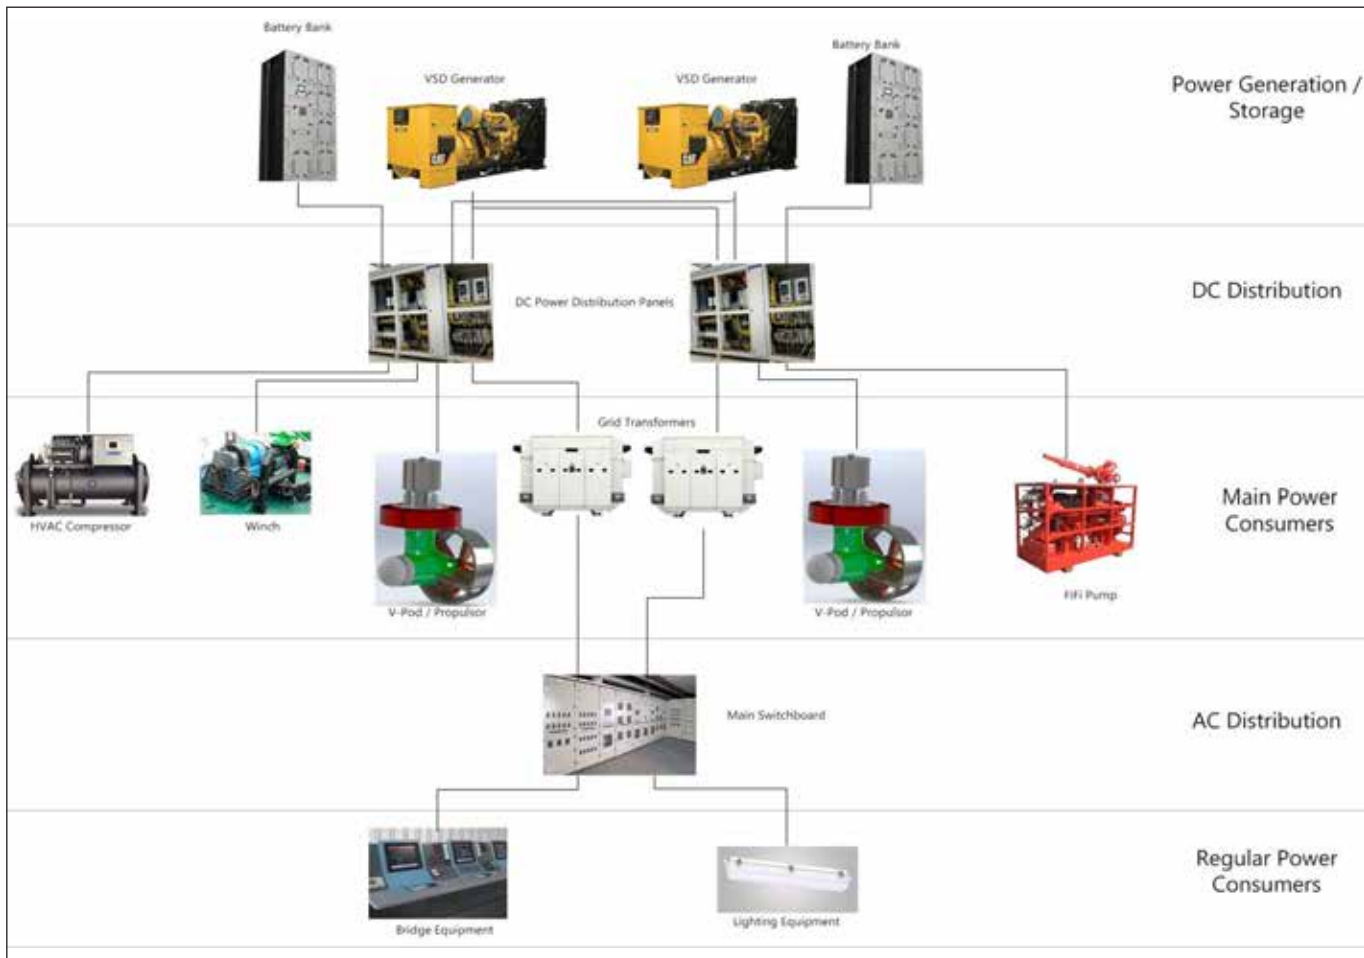 Battery Bank
Battery Bank
VSD Generator
VSD Generator
Power Generation /
Storage
CAT
CAT
DC Distribution
DC Power Distribution Panels
Grid Transformers
Main Power
Consumers
HVAC Compressor
Winch
V-Pod / Propulsor
V-Pod / Propulsor
FiFi Pump
Main Switchboard
AC Distribution
Regular Power
Consumers
Bridge Equipment
Lighting Equipment